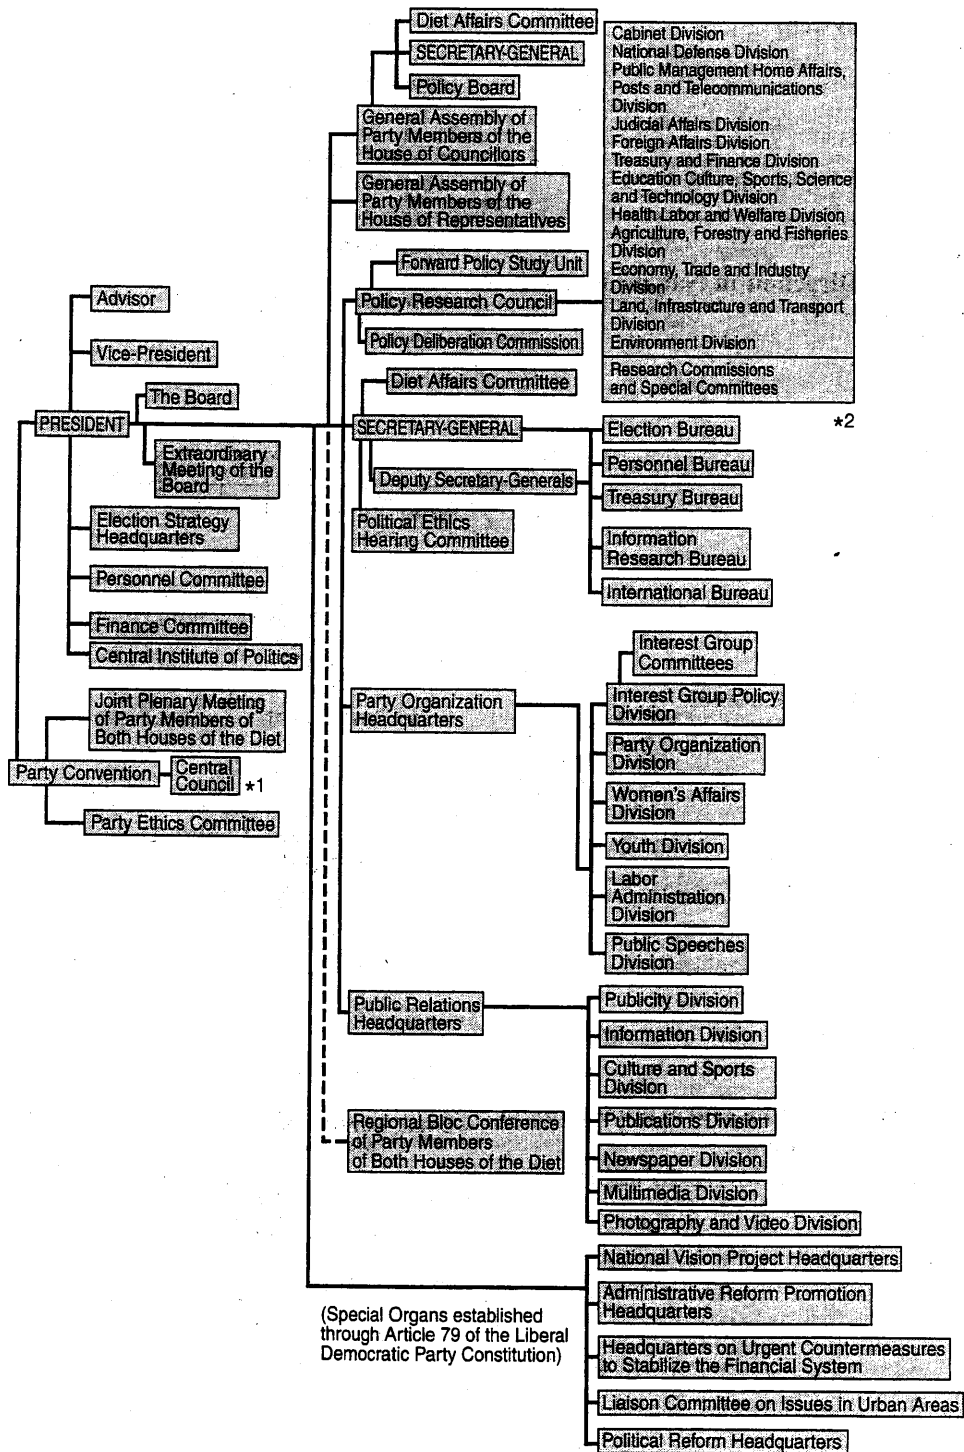 Diet Affairs Committee
SECRETARY-GENERAL
Policy Board
General Assembly of
Party Members of the
House of Councillors
General Assembly of
Party Members of the
House of Representatives
Forward Policy Study Unit
Policy Research Council
Policy Deliberation Commission
Cabinet Division
National Defense Division
Public Management Home Affairs,
Posts and Telecommunications
Division
Judicial Affairs Division
Foreign Affairs Division
Treasury and Finance Division
Education Culture, Sports, Science
and Technology Division
Health Labor and Welfare Division
Agriculture, Forestry and Fisheries
Division
Economy, Trade and Industry
Division
Land, Infrastructure and Transport
Division
Environment Division
Research Commissions
and Special Committees
*2
Advisor
Vice-President
The Board
PRESIDENT
Extraordinary
Meeting of the
Board
Election Strategy
Headquarters
Personnel Committee
Finance Committee
Central Institute of Politics
Joint Plenary Meeting
of Party Members of
Both Houses of the Diet
Party Convention
Central
Council
*1
Party Ethics Committee
Diet Affairs Committee
SECRETARY-GENERAL
Deputy Secretary-Generals
Political Ethics
Hearing Committee
Election Bureau
Personnel Bureau
Treasury Bureau
Information
Research Bureau
International Bureau
Party Organization
Headquarters
Interest Group
Committees
Interest Group Policy
Division
Party Organization
Division
Women's Affairs
Division
Youth Division
Labor
Administration
Division
Public Speeches
Division
Public Relations
Headquarters
Publicity Division
Information Division
Culture and Sports
Division
Publications Division
Newspaper Division
Multimedia Division
Photography and Video Division
Regional Bloc Conference
of Party Members
of Both Houses of the Diet
(Special Organs established
through Article 79 of the Liberal
Democratic Party Constitution)
National Vision Project Headquarters
Administrative Reform Promotion
Headquarters
Headquarters on Urgent Countermeasures
to Stabilize the Financial System
Liaison Committee on Issues in Urban Areas
Political Reform Headquarters